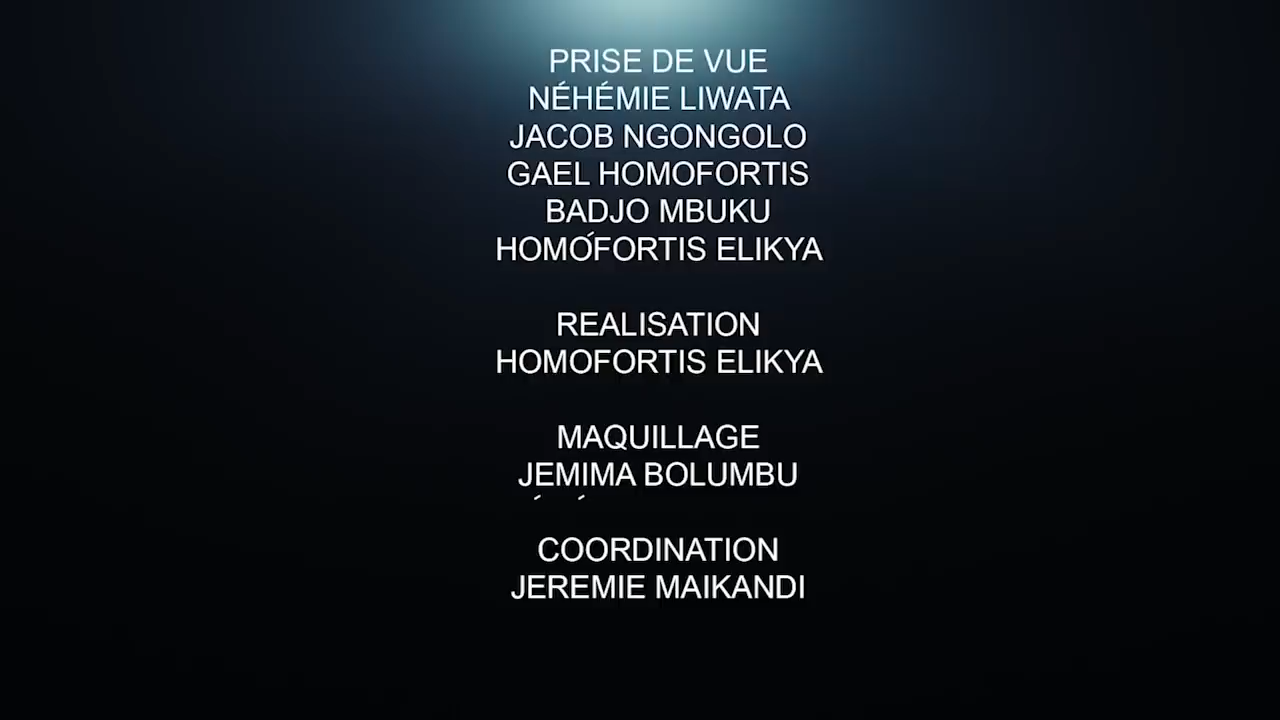 PRISE DE VUE
NÉHÉMIE LIWATA
JACOB NGONGOLO
GAEL HOMOFORTIS
BADJO MBUKU
HOMOFORTIS ELIKYA
REALISATION
HOMOFORTIS ELIKYA
MAQUILLAGE
JEMIMA BOLUMBU
COORDINATION
JEREMIE MAIKANDI